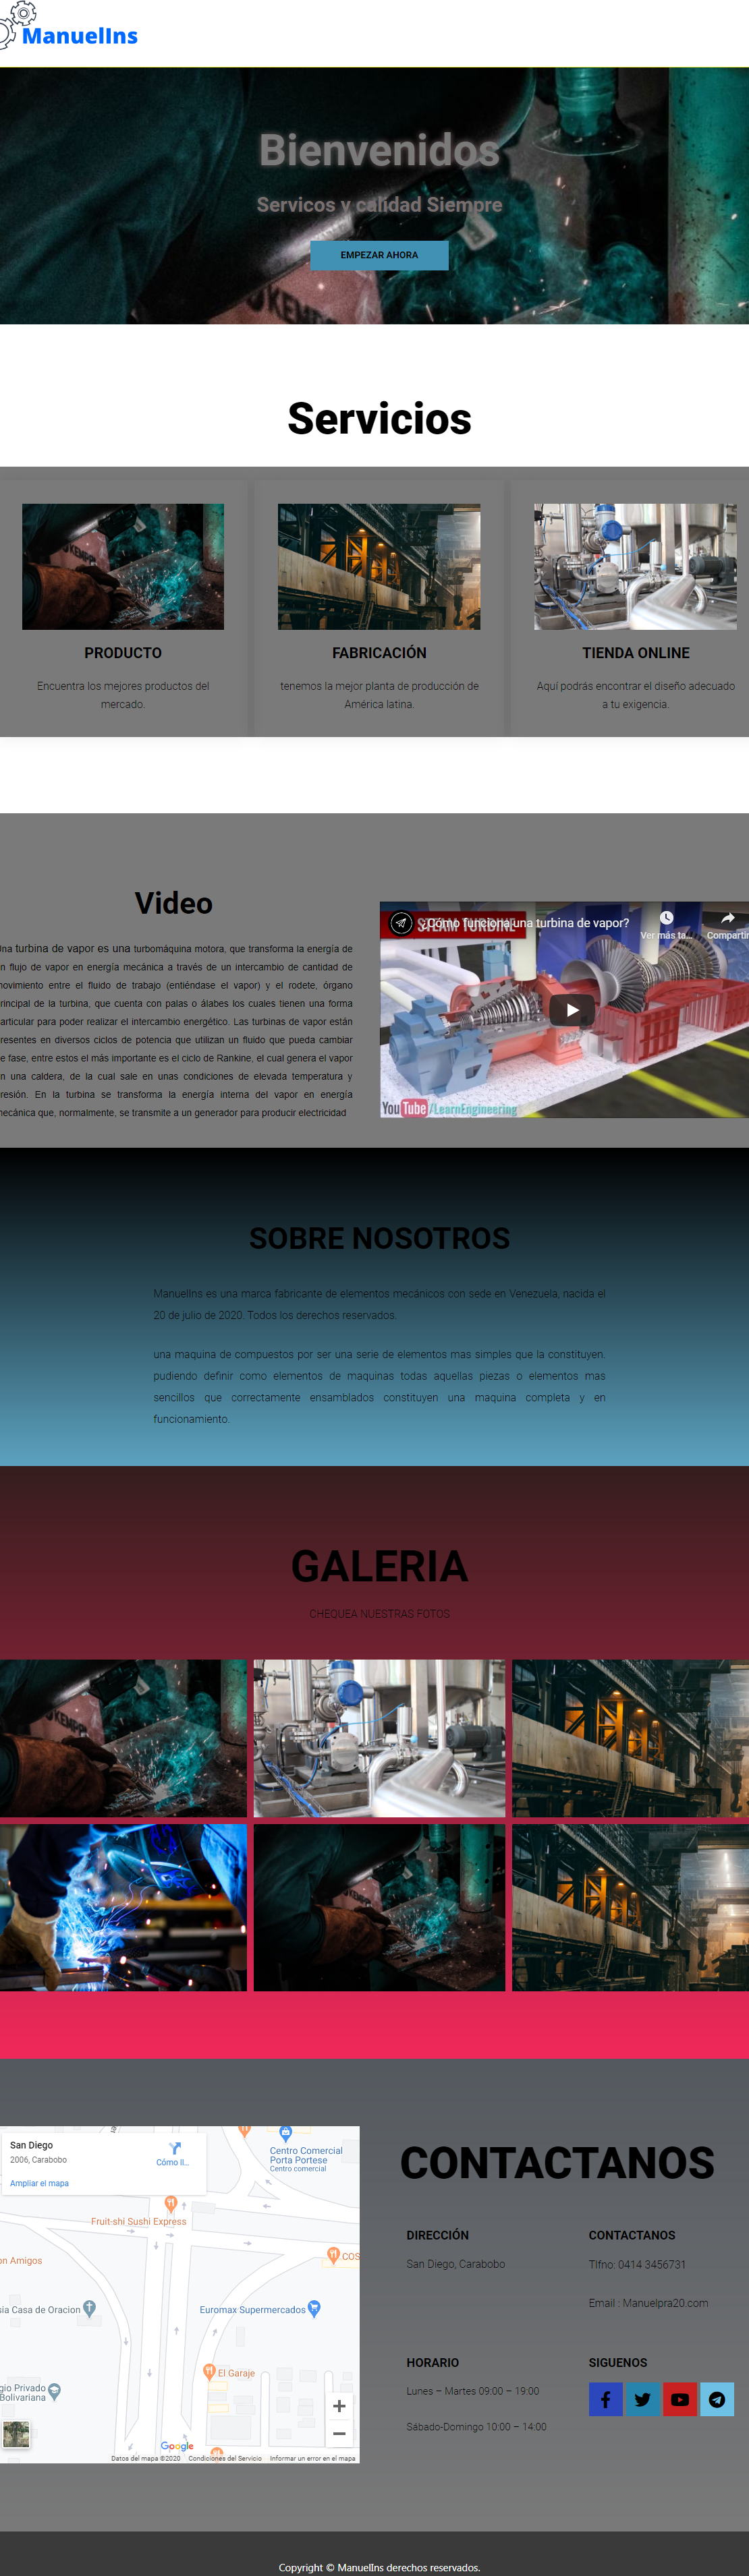 ManuelIns
Bienvenidos
Servicos y calidad Siempre
EMPEZAR AHORA
Servicios
PRODUCTO
Encuentra los mejores productos del
mercado.
FABRICACIÓN
tenemos la mejor planta de producción de
América latina.
TIENDA ONLINE
Aquí podrás encontrar el diseño adecuado
a tu exigencia.
Video
na turbina de vapor es una turbomáquina motora, que transforma la energía de
n flujo de vapor en energía mecánica a través de un intercambio de cantidad de
movimiento entre el fluido de trabajo (entiéndase el vapor) y el rodete, órgano
rincipal de la turbina, que cuenta con palas o álabes los cuales tienen una forma
articular para poder realizar el intercambio energético. Las turbinas de vapor están
resentes en diversos ciclos de potencia que utilizan un fluido que pueda cambiar
e fase, entre estos el más importante es el ciclo de Rankine, el cual genera el vapor
n una caldera, de la cual sale en unas condiciones de elevada temperatura y
resión. En la turbina se transforma la energía interna del vapor en energía
mecánica que, normalmente, se transmite a un generador para producir electricidad
¿Cómo funciona una turbina de vapor?
STEAM TURBINE
Ver más ta...
Compartir
YouTube/LearnEngineering
SOBRE NOSOTROS
ManuelIns es una marca fabricante de elementos mecánicos con sede en Venezuela, nacida el
20 de julio de 2020. Todos los derechos reservados.
una maquina de compuestos por ser una serie de elementos mas simples que la constituyen.
pudiendo definir como elementos de maquinas todas aquellas piezas o elementos mas
sencillos que correctamente ensamblados constituyen una maquina completa y en
funcionamiento.
GALERIA
CHEQUEA NUESTRAS FOTOS
San Diego
2006, Carabobo
Cómo ll...
Ampliar el mapa
Centro Comercial
Porta Portese
Centro comercial
Fruit-shi Sushi Express
on Amigos
COS
sia Casa de Oracion
Euromax Supermercados
El Garaje
gio Privado
Bolivariana
Google
Datos del mapa ©2020 Condiciones del Servicio Informar un error en el mapa
CONTACTANOS
DIRECCIÓN
San Diego, Carabobo
CONTACTANOS
Tlfno: 0414 3456731
Email : Manuelpra20.com
HORARIO
Lunes – Martes 09:00 – 19:00
Sábado-Domingo 10:00 – 14:00
SIGUENOS
Copyright © ManuelIns derechos reservados.